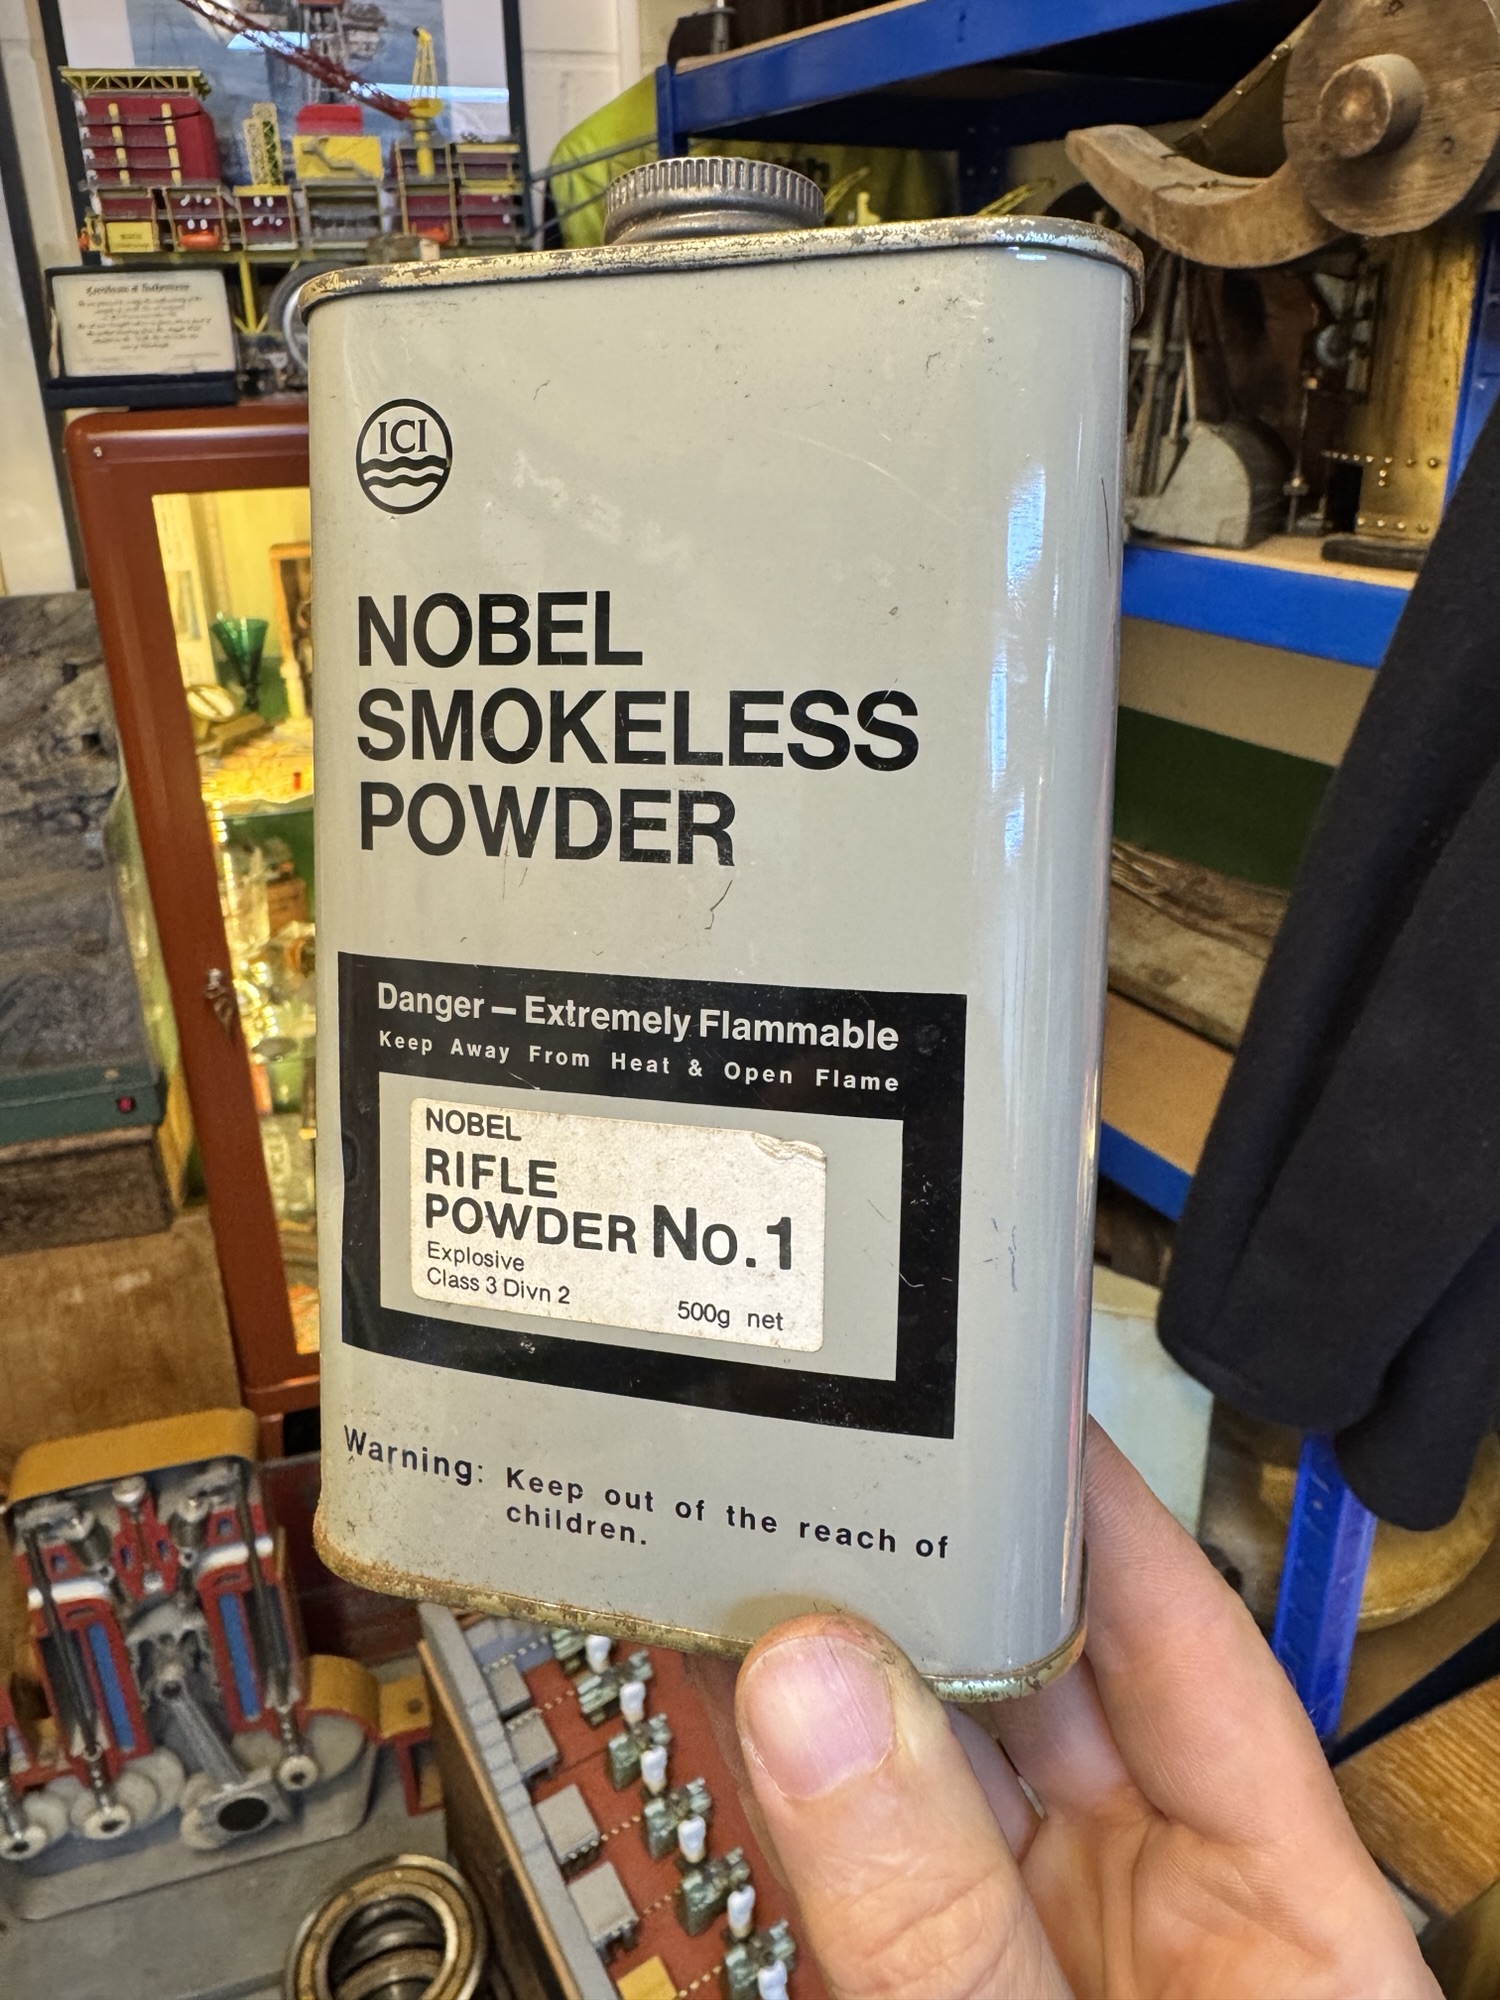 ICI
NOBEL
SMOKELESS
POWDER
Danger — Extremely Flammable
Keep Away From Heat & Open Flame
NOBEL
RIFLE
POWDER No.1
Explosive
Class 3 Divn 2
500g net
Warning: Keep out of the reach of
children.